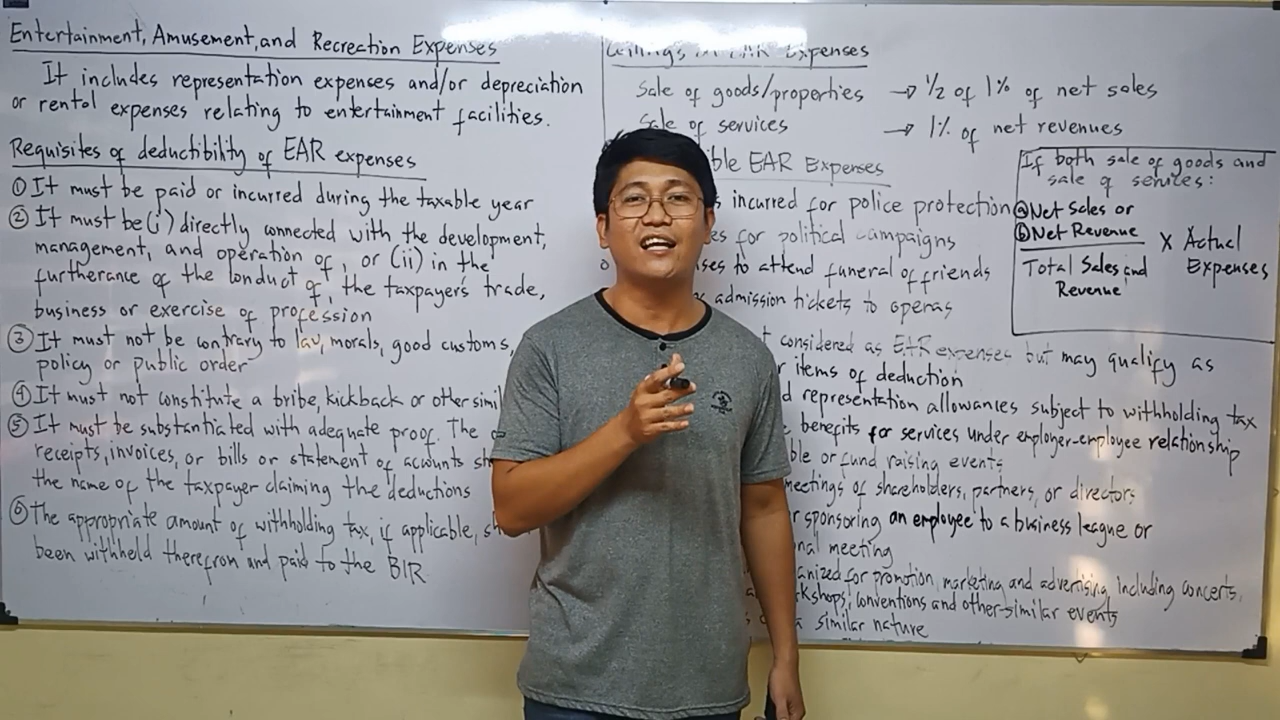 Entertainment, Amusement, and Recreation Expenses
It includes representation expenses and/or depreciation
or rental expenses relating to entertainment facilities.
Requisites of deductibility of EAR expenses
① It must be paid or incurred during the taxable year
② It must be (i) directly connected with the development,
management, and operation of, or (ii) in the
furtherance of the conduct of, the taxpayer's trade,
business or exercise of profession
③ It must not be contrary to law, morals, good customs,
policy or public order
④ It must not constitute a bribe, kickback or other simil
⑤ It must be substantiated with adequate proof. The
receipts, invoices, or bills or statement of accounts sh
the name of the taxpayer claiming the deductions
⑥ The appropriate amount of withholding tax, if applicable, s
been withheld therefrom and paid to the BIR
Expenses
Sale of goods/properties → 1/2 of 1% of net sales
Sale of services → 1% of net revenues
ible EAR Expenses
s incurred for police protection
es for political campaigns
ses to attend funeral of friends
admission tickets to operas
If both sale of goods and
sale of services:
ⓐ Net Sales or
ⓑ Net Revenue
Total Sales and
Revenue
X Actual
Expenses
t considered as EAR expenses but may qualify as
r items of deduction
d representation allowances subject to withholding tax
benefits for services under employer-employee relationship
ble or fund raising events
meetings of shareholders, partners, or directors
r sponsoring an employee to a business league or
nal meeting
anized for promotion, marketing and advertising including concerts,
kshops, conventions and other similar events
a similar nature